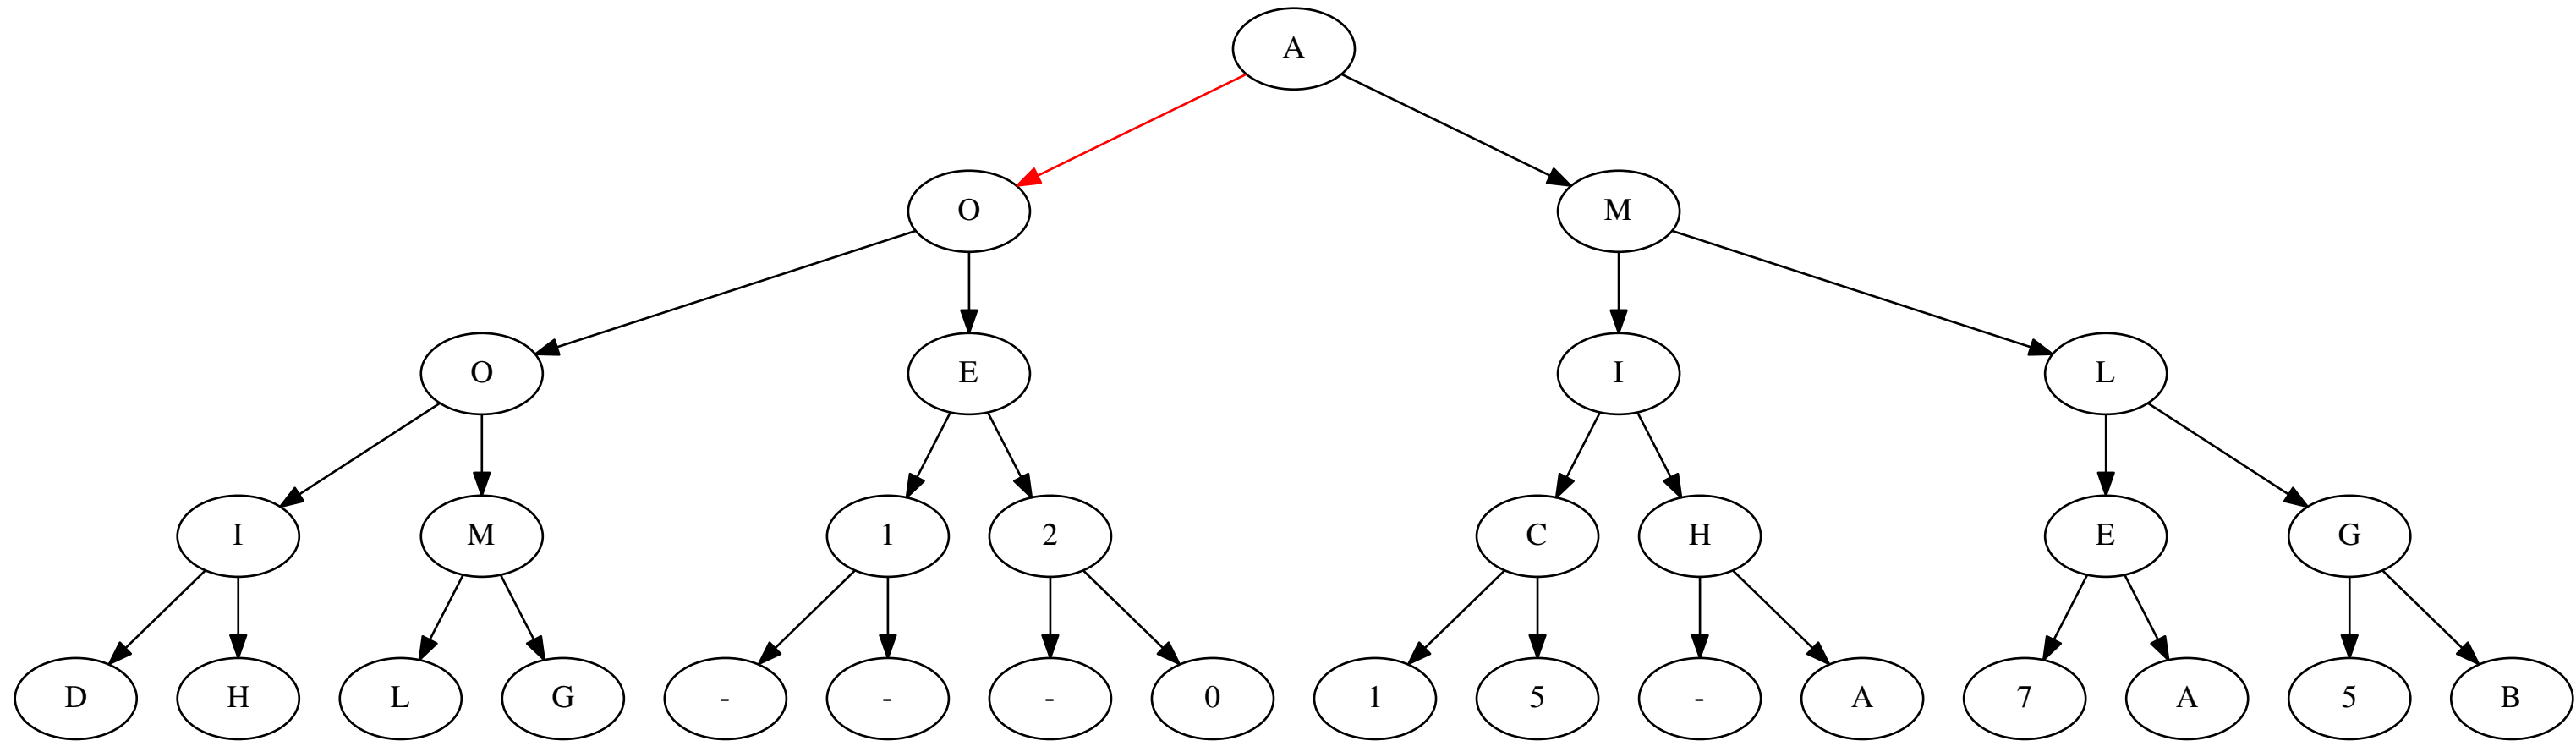 A
O M
O E I L
I M 1 2 C H E G
D H L G - - - 0 1 5 - A 7 A 5 B